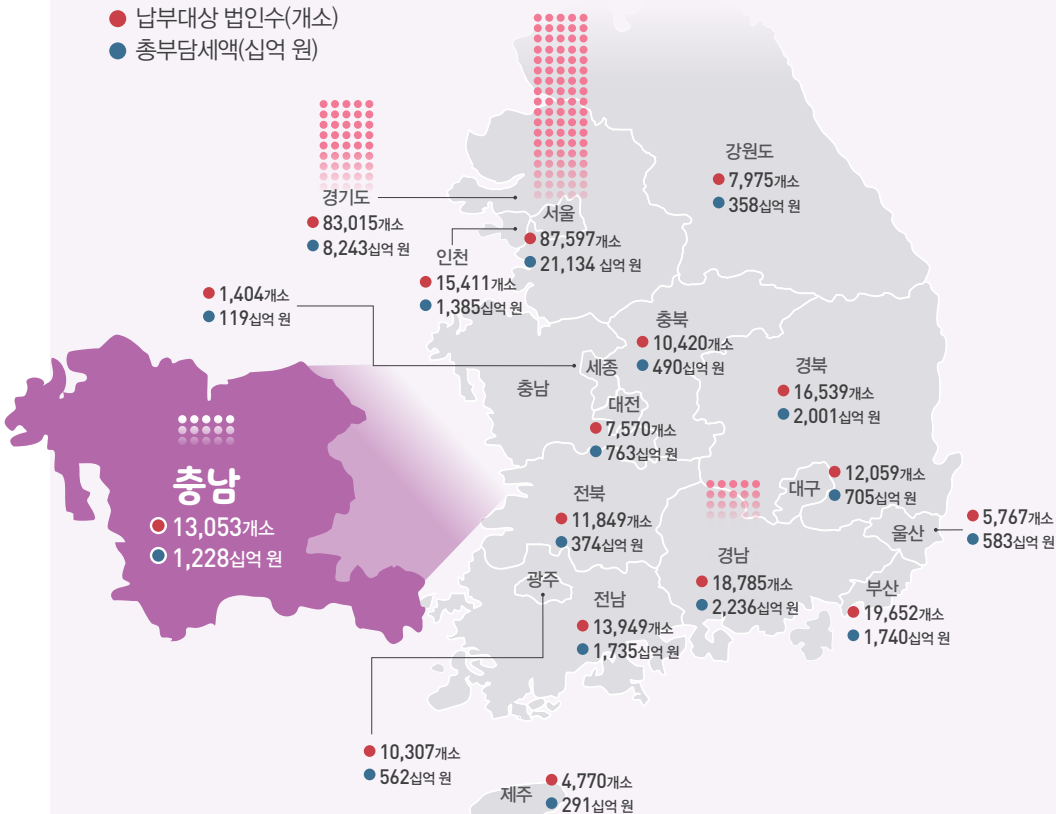 납부대상 법인수(개소)
총부담세액(십억 원)
강원도
7,975개소
358십억 원
경기도
83,015개소
8,243십억 원
서울
87,597개소
21,134 십억 원
인천
15,411개소
1,385십억 원
1,404개소
119십억 원
충북
10,420개소
490십억 원
세종
충남
경북
16,539개소
2,001십억 원
대전
7,570개소
763십억 원
충남
13,053개소
1,228십억 원
대구
12,059개소
705십억 원
전북
11,849개소
374십억 원
울산
5,767개소
583십억 원
경남
18,785개소
2,236십억 원
광주
전남
13,949개소
1,735십억 원
부산
19,652개소
1,740십억 원
10,307개소
562십억 원
제주
4,770개소
291십억 원